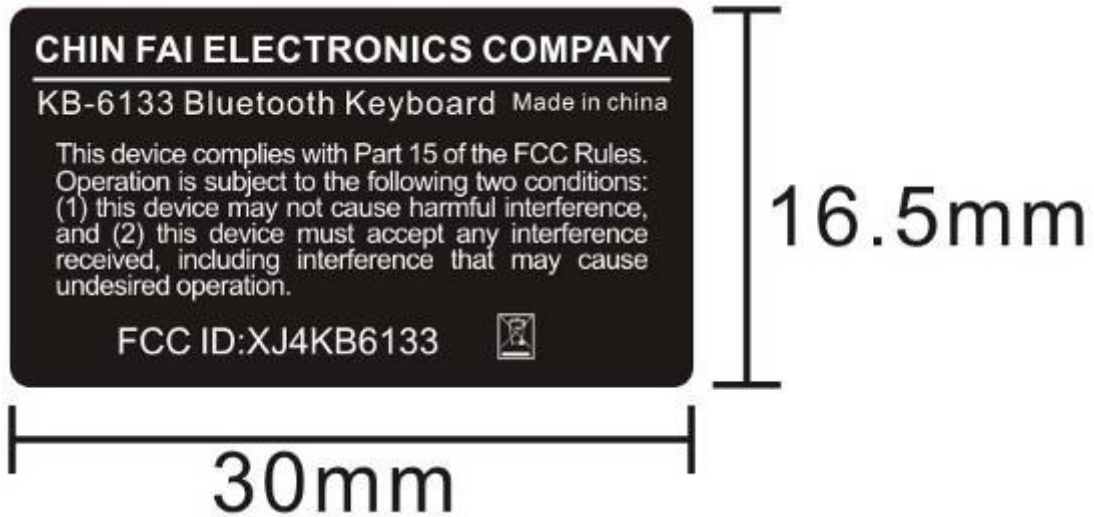 CHIN FAI ELECTRONICS COMPANY
KB-6133 Bluetooth Keyboard Made in china
This device complies with Part 15 of the FCC Rules.
Operation is subject to the following two conditions:
(1) this device may not cause harmful interference,
and (2) this device must accept any interference
received, including interference that may cause
undesired operation.
FCC ID:XJ4KB6133
16.5mm
30mm